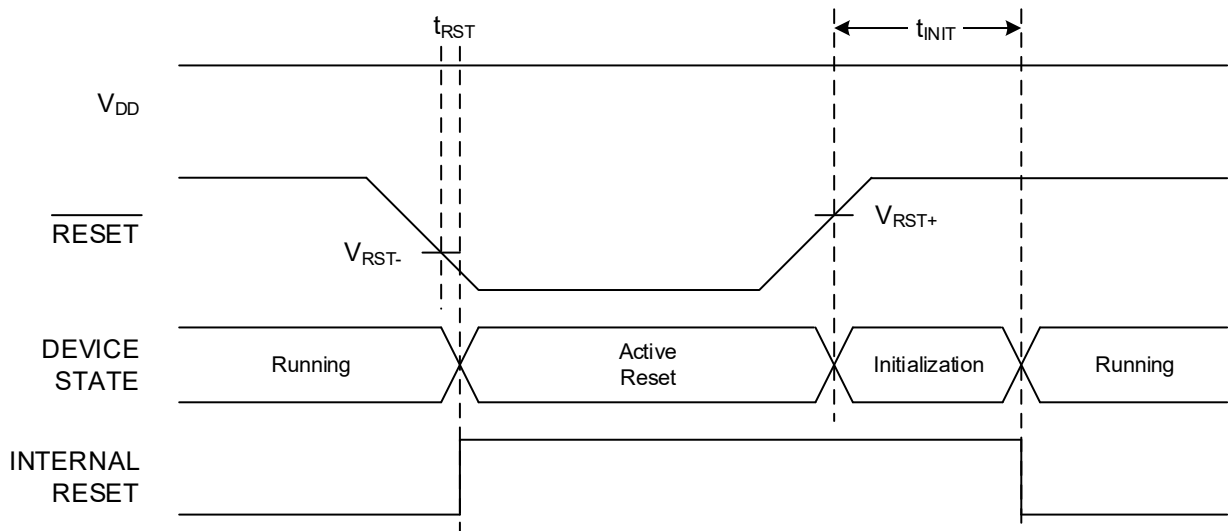 tRST
tINIT
VDD
RESET
VRST-
VRST+
DEVICE
STATE
Running
Active
Reset
Initialization
Running
INTERNAL
RESET